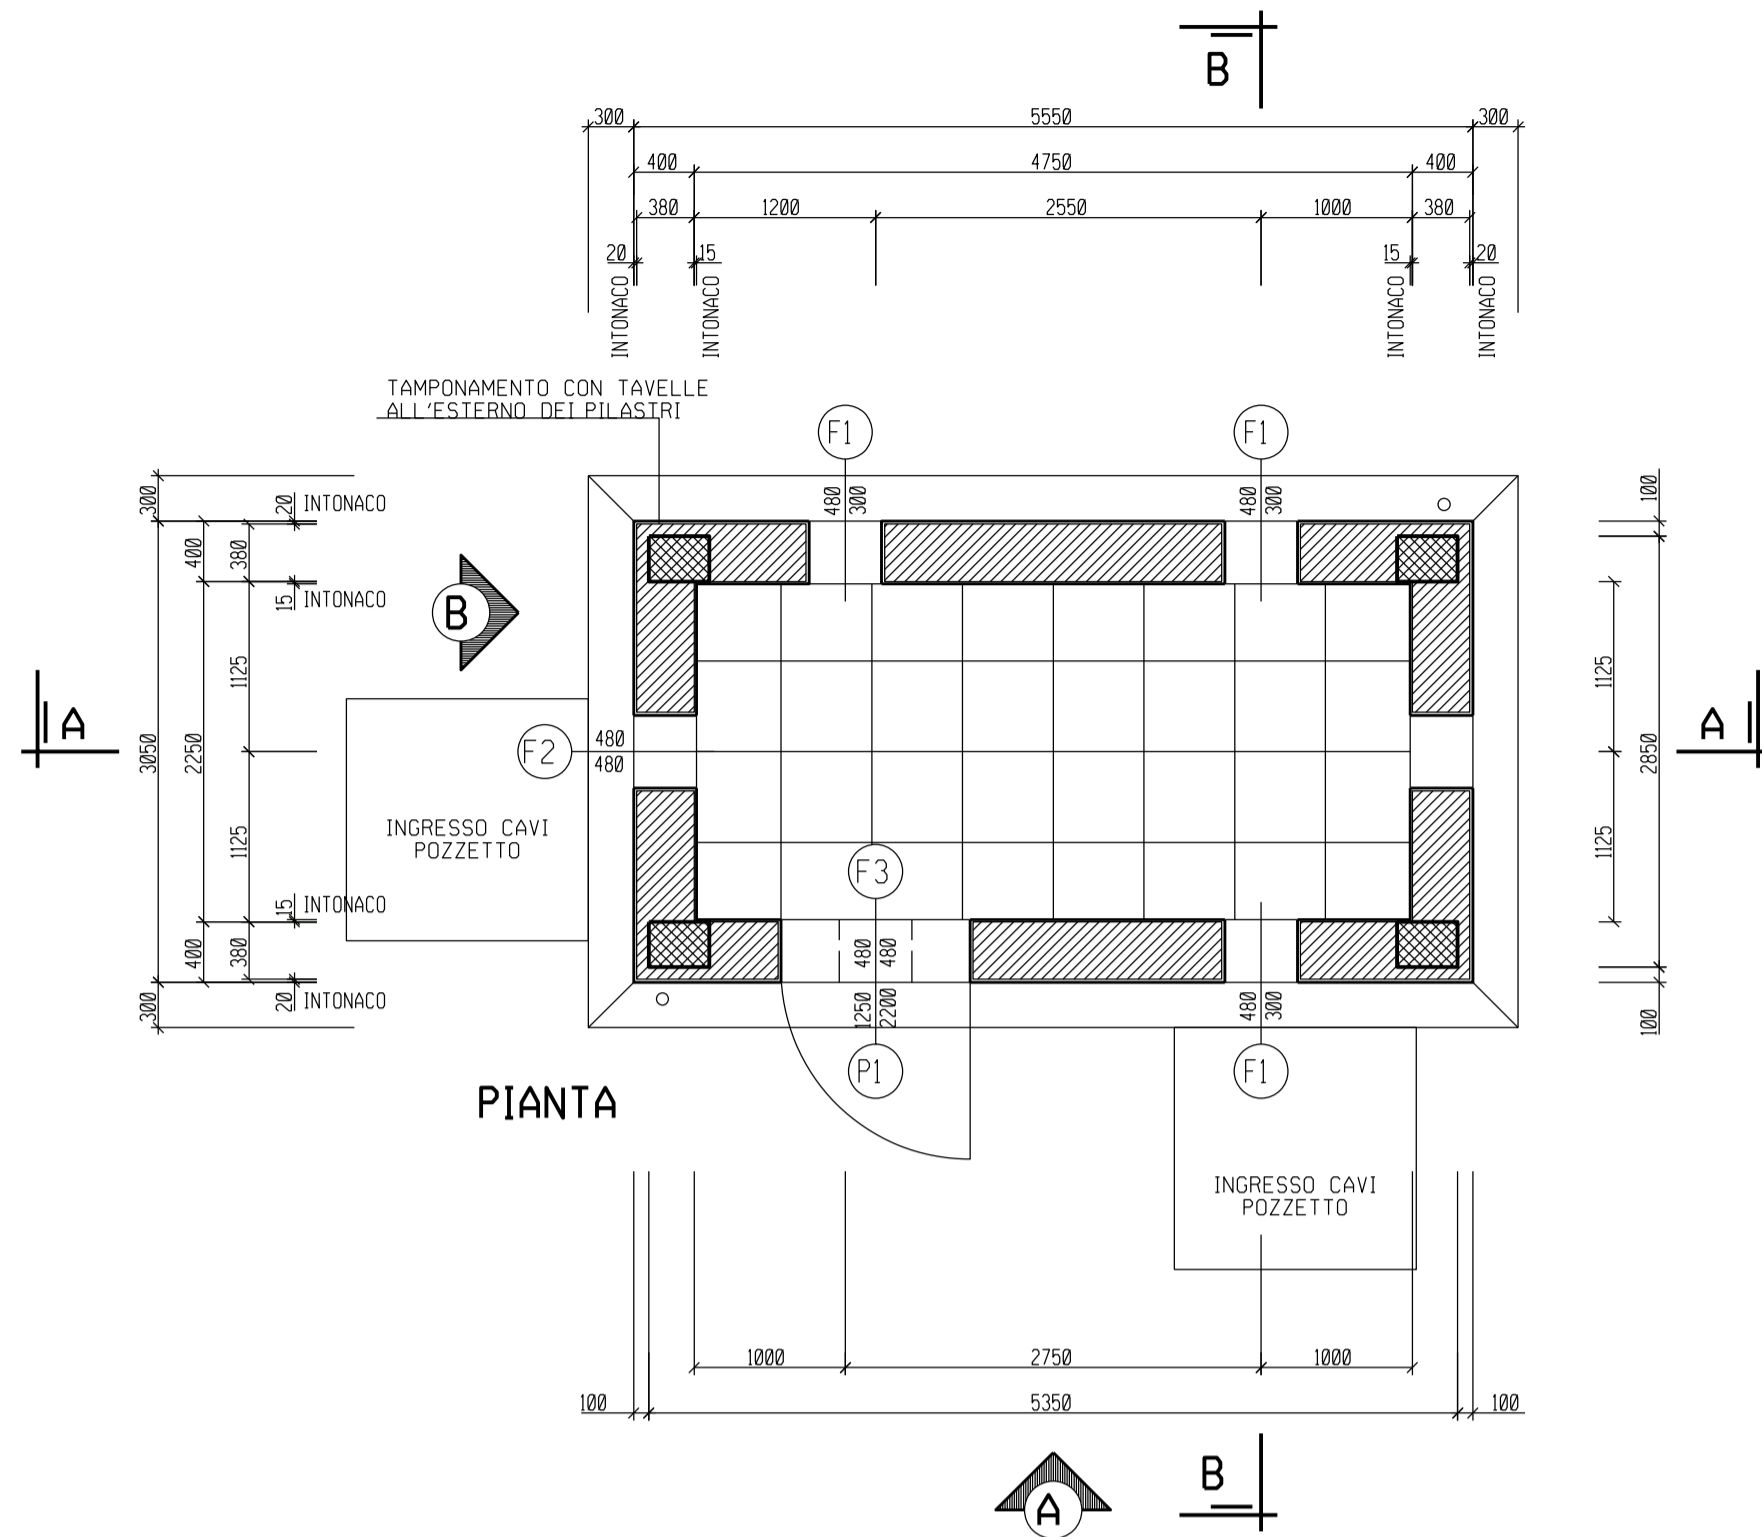 B
300 5550 300
400 4750 400
380 1200 2550 1000 380
20 15 15 20
INTONACO INTONACO INTONACO INTONACO
TAMPONAMENTO CON TAVELLE
ALL'ESTERNO DEI PILASTRI
F1 F1
300 20 INTONACO 480 300 480 300 100
400 380
15 INTONACO
B
1125 1125
A A
3050 2250 F2 480 2850
480
INGRESSO CAVI
POZZETTO
1125 1125
F3
15 INTONACO
400 380 480 480
20 INTONACO
300 1250 2200 480 300 100
P1 F1
PIANTA
INGRESSO CAVI
POZZETTO
1000 2750 1000
100 5350 100
B
A